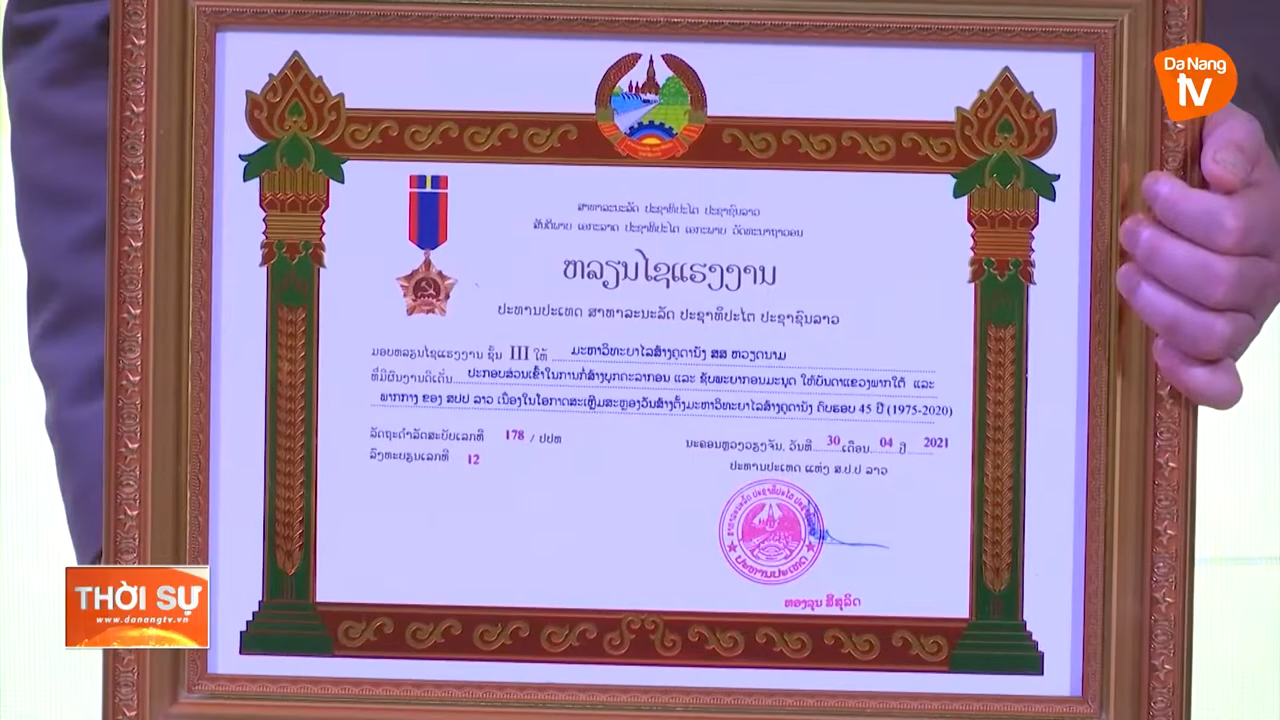 Da Nang
tv
ສາທາລະນະລັດ ປະຊາທິປະໄຕ ປະຊາຊົນລາວ
ສັນຕິພາບ ເອກະລາດ ປະຊາທິປະໄຕ ເອກະພາບ ວັດທະນາຖາວອນ
ຫລຽນໄຊແຮງງານ
ປະທານປະເທດ ສາທາລະນະລັດ ປະຊາທິປະໄຕ ປະຊາຊົນລາວ
ມອບຫລຽນໄຊແຮງງານ ຊັ້ນ III ໃຫ້ ມະຫາວິທະຍາໄລສ້າງຄູດານັງ ສສ ຫວຽດນາມ
ທີ່ມີຜົນງານດີເດັ່ນ ປະກອບສ່ວນເຂົ້າໃນການກໍ່ສ້າງບຸກຄະລາກອນ ແລະ ຊັບພະຍາກອນມະນຸດ ໃຫ້ບັນດາແຂວງພາກໃຕ້ ແລະ
ພາກກາງ ຂອງ ສປປ ລາວ ເນື່ອງໃນໂອກາດສະເຫຼີມສະຫຼອງວັນສ້າງຕັ້ງມະຫາວິທະຍາໄລສ້າງຄູດານັງ ຄົບຮອບ 45 ປີ (1975-2020)
ລັດຖະດຳລັດສະບັບເລກທີ 178 / ປປທ
ລົງທະບຽນເລກທີ 12
ນະຄອນຫຼວງວຽງຈັນ, ວັນທີ 30 ເດືອນ 04 ປີ 2021
ປະທານປະເທດ ແຫ່ງ ສ.ປ.ປ ລາວ
ປະທານປະເທດ
ທອງລຸນ ສີສຸລິດ
THỜI SỰ
www.danangtv.vn